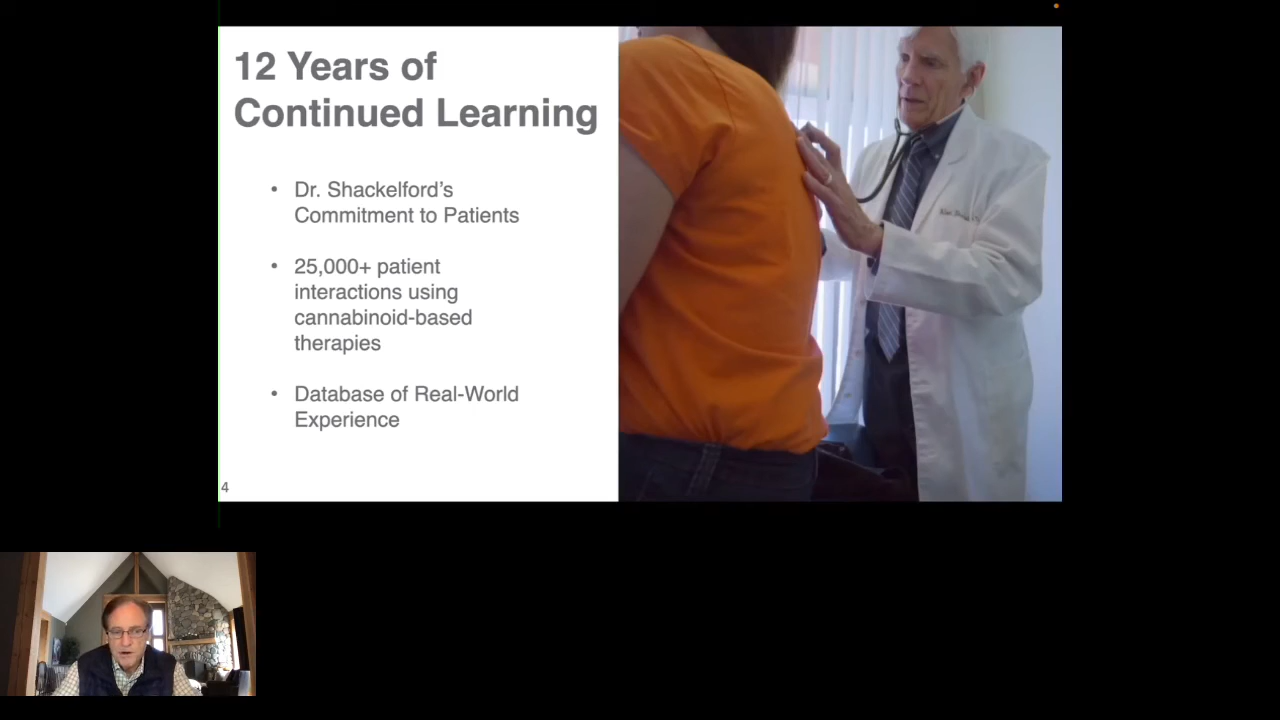 12 Years of
Continued Learning
• Dr. Shackelford's
Commitment to Patients
• 25,000+ patient
interactions using
cannabinoid-based
therapies
• Database of Real-World
Experience
4